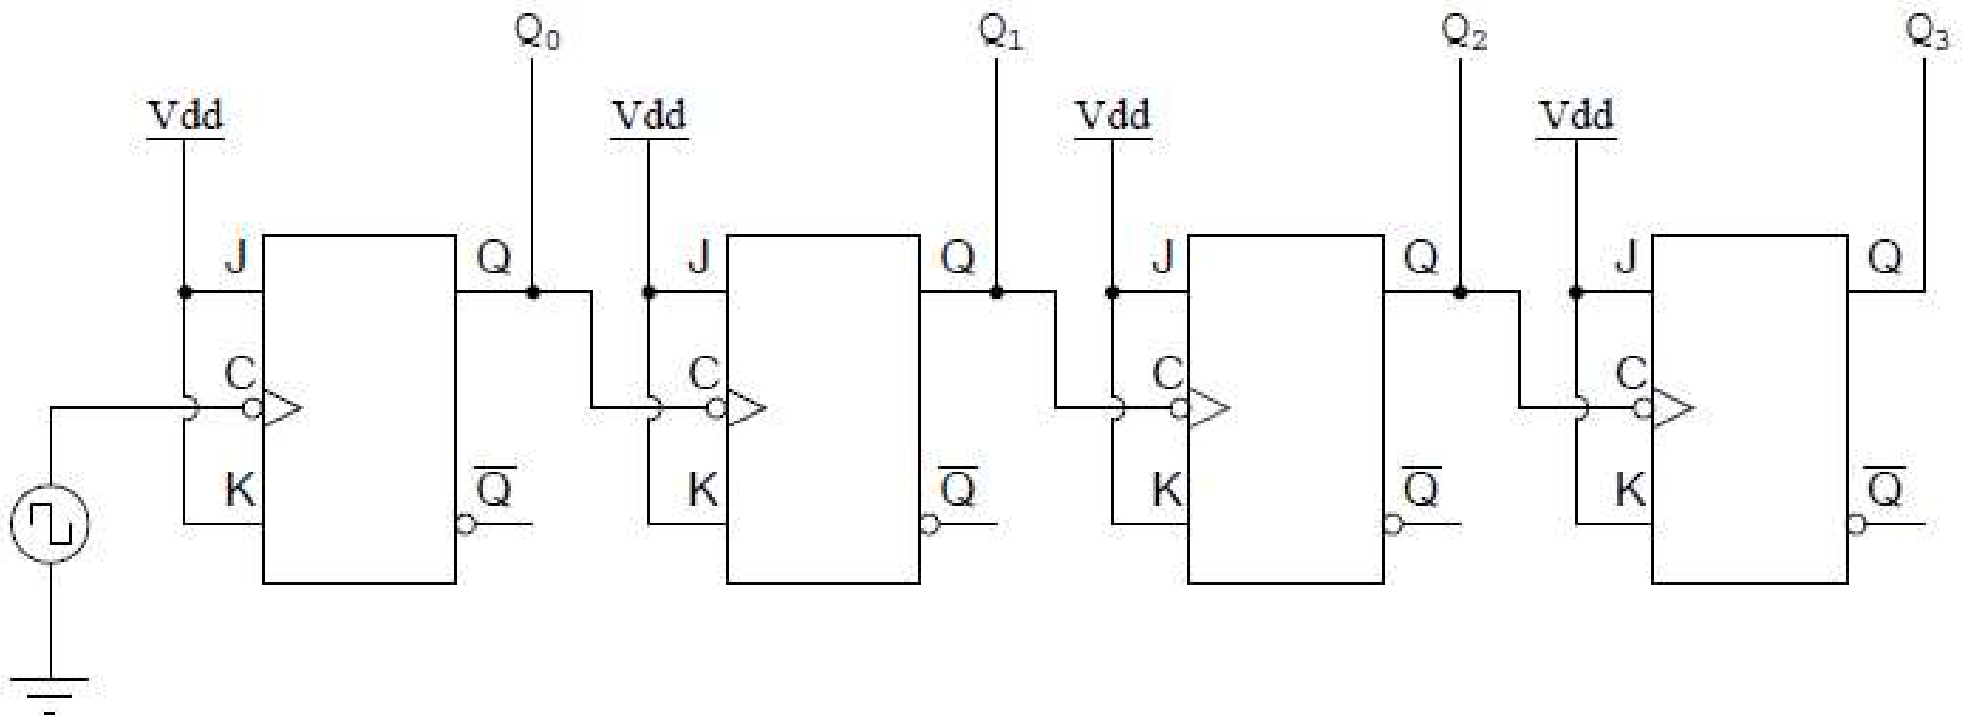 Q₀ Q₁ Q₂ Q₃
Vdd Vdd Vdd Vdd
J Q J Q J Q J Q
C C C C
K Q̅ K Q̅ K Q̅ K Q̅